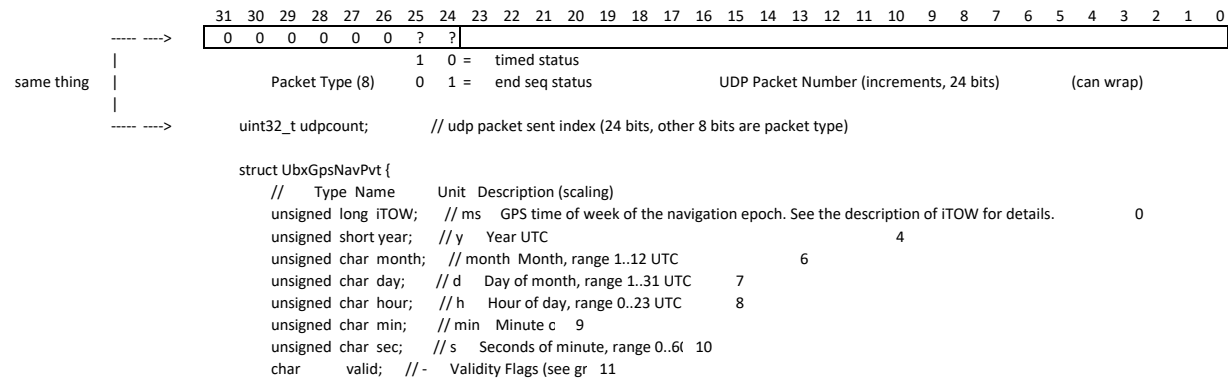 31 30 29 28 27 26 25 24 23 22 21 20 19 18 17 16 15 14 13 12 11 10 9 8 7 6 5 4 3 2 1 0
----- ----> 0 0 0 0 0 0 ? ?
| 1 0 = timed status
same thing | Packet Type (8) 0 1 = end seq status UDP Packet Number (increments, 24 bits) (can wrap)
|
----- ----> uint32_t udpcount; // udp packet sent index (24 bits, other 8 bits are packet type)
struct UbxGpsNavPvt {
// Type Name Unit Description (scaling)
unsigned long iTOW; // ms GPS time of week of the navigation epoch. See the description of iTOW for details. 0
unsigned short year; // y Year UTC 4
unsigned char month; // month Month, range 1..12 UTC 6
unsigned char day; // d Day of month, range 1..31 UTC 7
unsigned char hour; // h Hour of day, range 0..23 UTC 8
unsigned char min; // min Minute 9
unsigned char sec; // s Seconds of minute, range 0..6( 10
char valid; // - Validity Flags (see gr 11